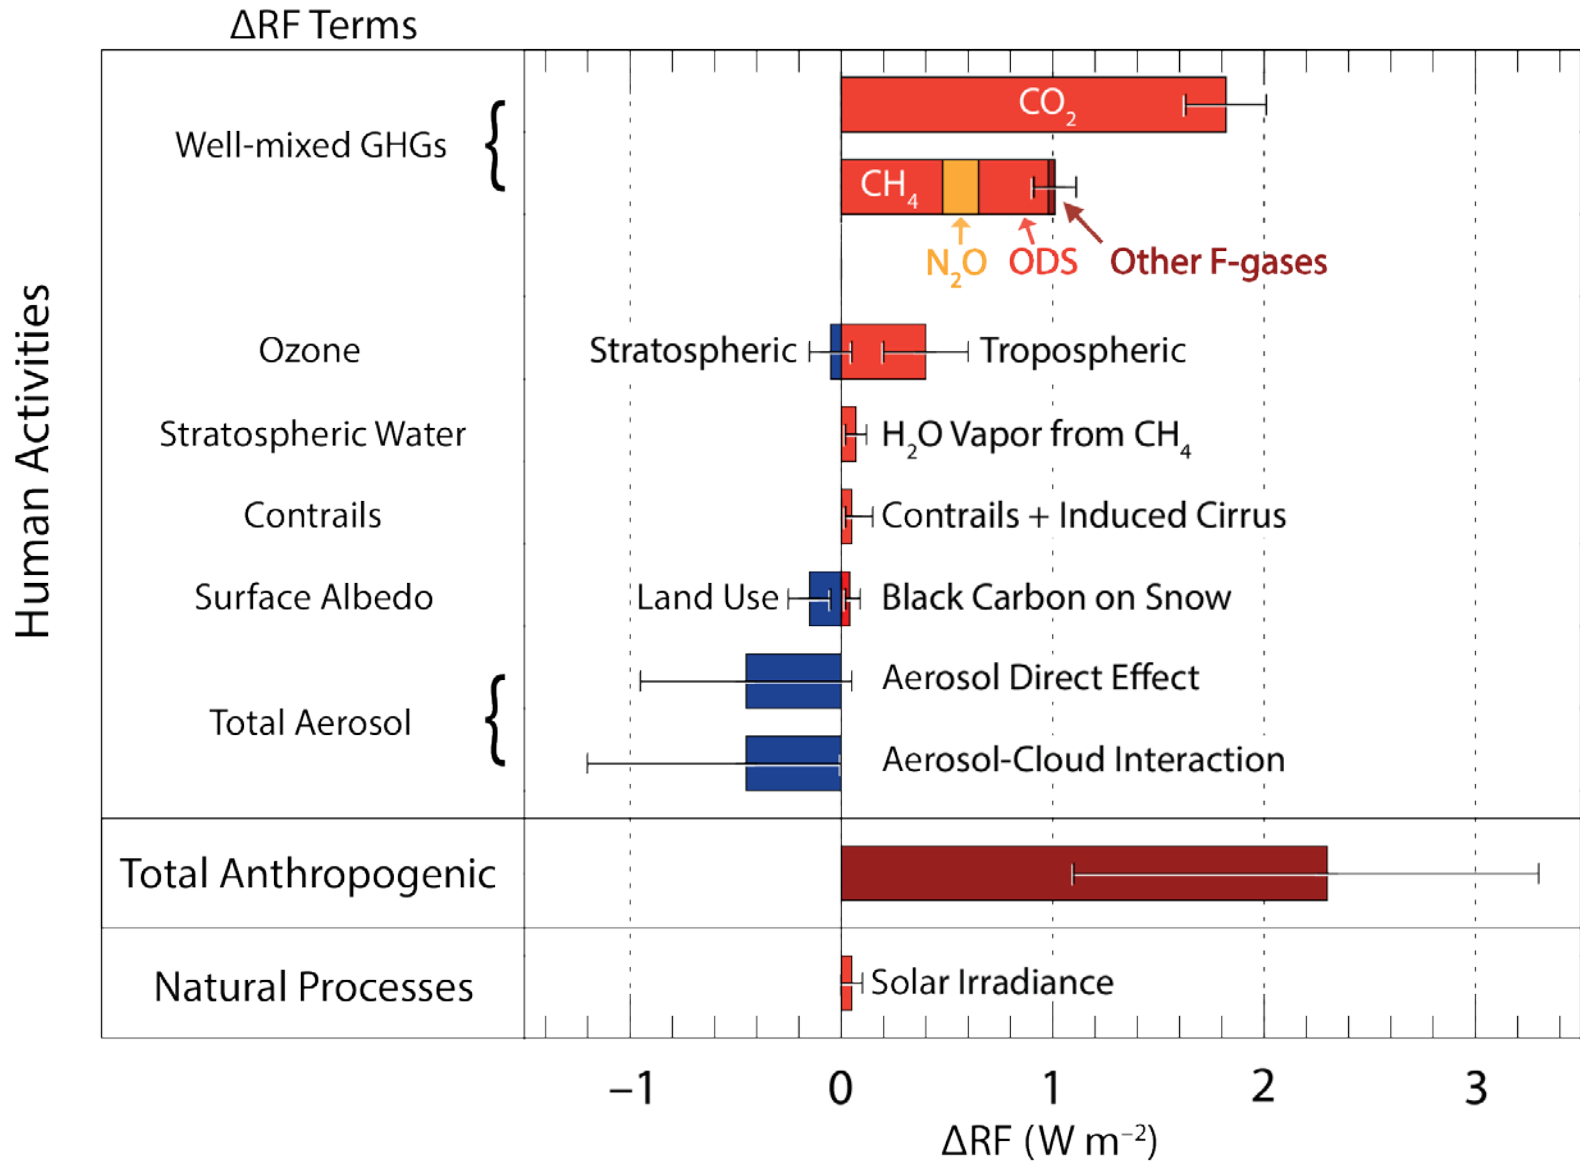 ΔRF Terms
Human Activities
Well-mixed GHGs
CO₂
CH₄
N₂O ODS Other F-gases
Ozone
Stratospheric
Tropospheric
Stratospheric Water
H₂O Vapor from CH₄
Contrails
Contrails + Induced Cirrus
Surface Albedo
Land Use
Black Carbon on Snow
Total Aerosol
Aerosol Direct Effect
Aerosol-Cloud Interaction
Total Anthropogenic
Natural Processes
Solar Irradiance
−1 0 1 2 3
ΔRF (W m⁻²)